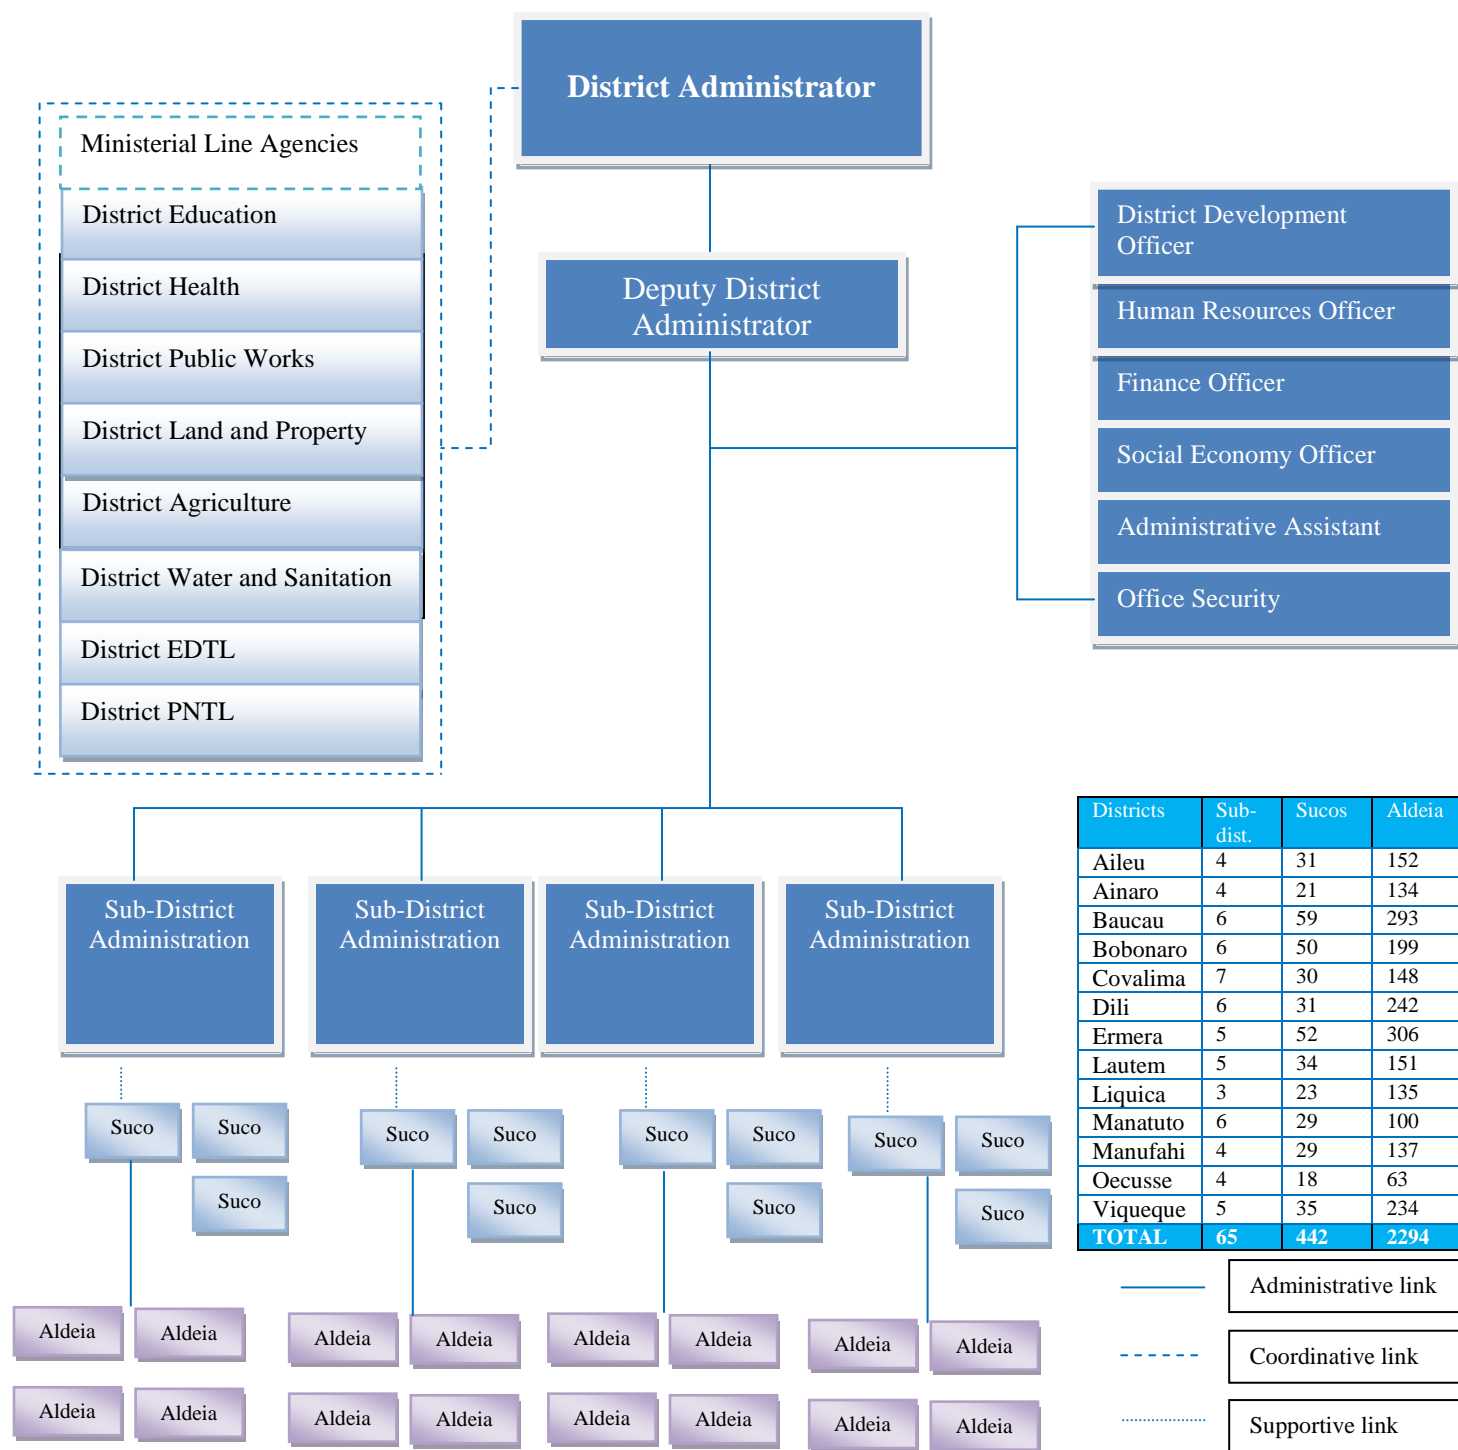 District Administrator
Ministerial Line Agencies
District Education
District Health
District Public Works
District Land and Property
District Agriculture
District Water and Sanitation
District EDTL
District PNTL
Deputy District
Administrator
District Development
Officer
Human Resources Officer
Finance Officer
Social Economy Officer
Administrative Assistant
Office Security
Sub-District
Administration
Sub-District
Administration
Sub-District
Administration
Sub-District
Administration
Suco Suco
Suco
Suco Suco
Suco
Suco Suco
Suco
Suco Suco
Suco
Aldeia Aldeia
Aldeia Aldeia
Aldeia Aldeia
Aldeia Aldeia
Aldeia Aldeia
Aldeia Aldeia
Aldeia Aldeia
Aldeia Aldeia
Districts Sub-dist. Sucos Aldeia
Aileu 4 31 152
Ainaro 4 21 134
Baucau 6 59 293
Bobonaro 6 50 199
Covalima 7 30 148
Dili 6 31 242
Ermera 5 52 306
Lautem 5 34 151
Liquica 3 23 135
Manatuto 6 29 100
Manufahi 4 29 137
Oecusse 4 18 63
Viqueque 5 35 234
TOTAL 65 442 2294
Administrative link
Coordinative link
Supportive link